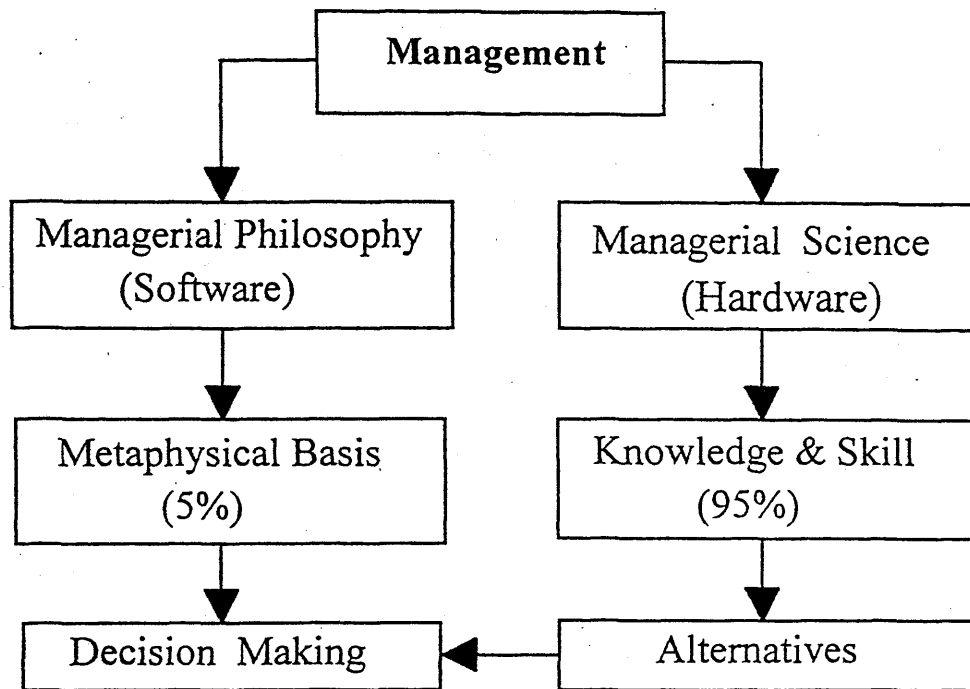 Management
Managerial Philosophy
(Software)
Managerial Science
(Hardware)
Metaphysical Basis
(5%)
Knowledge & Skill
(95%)
Decision Making
Alternatives